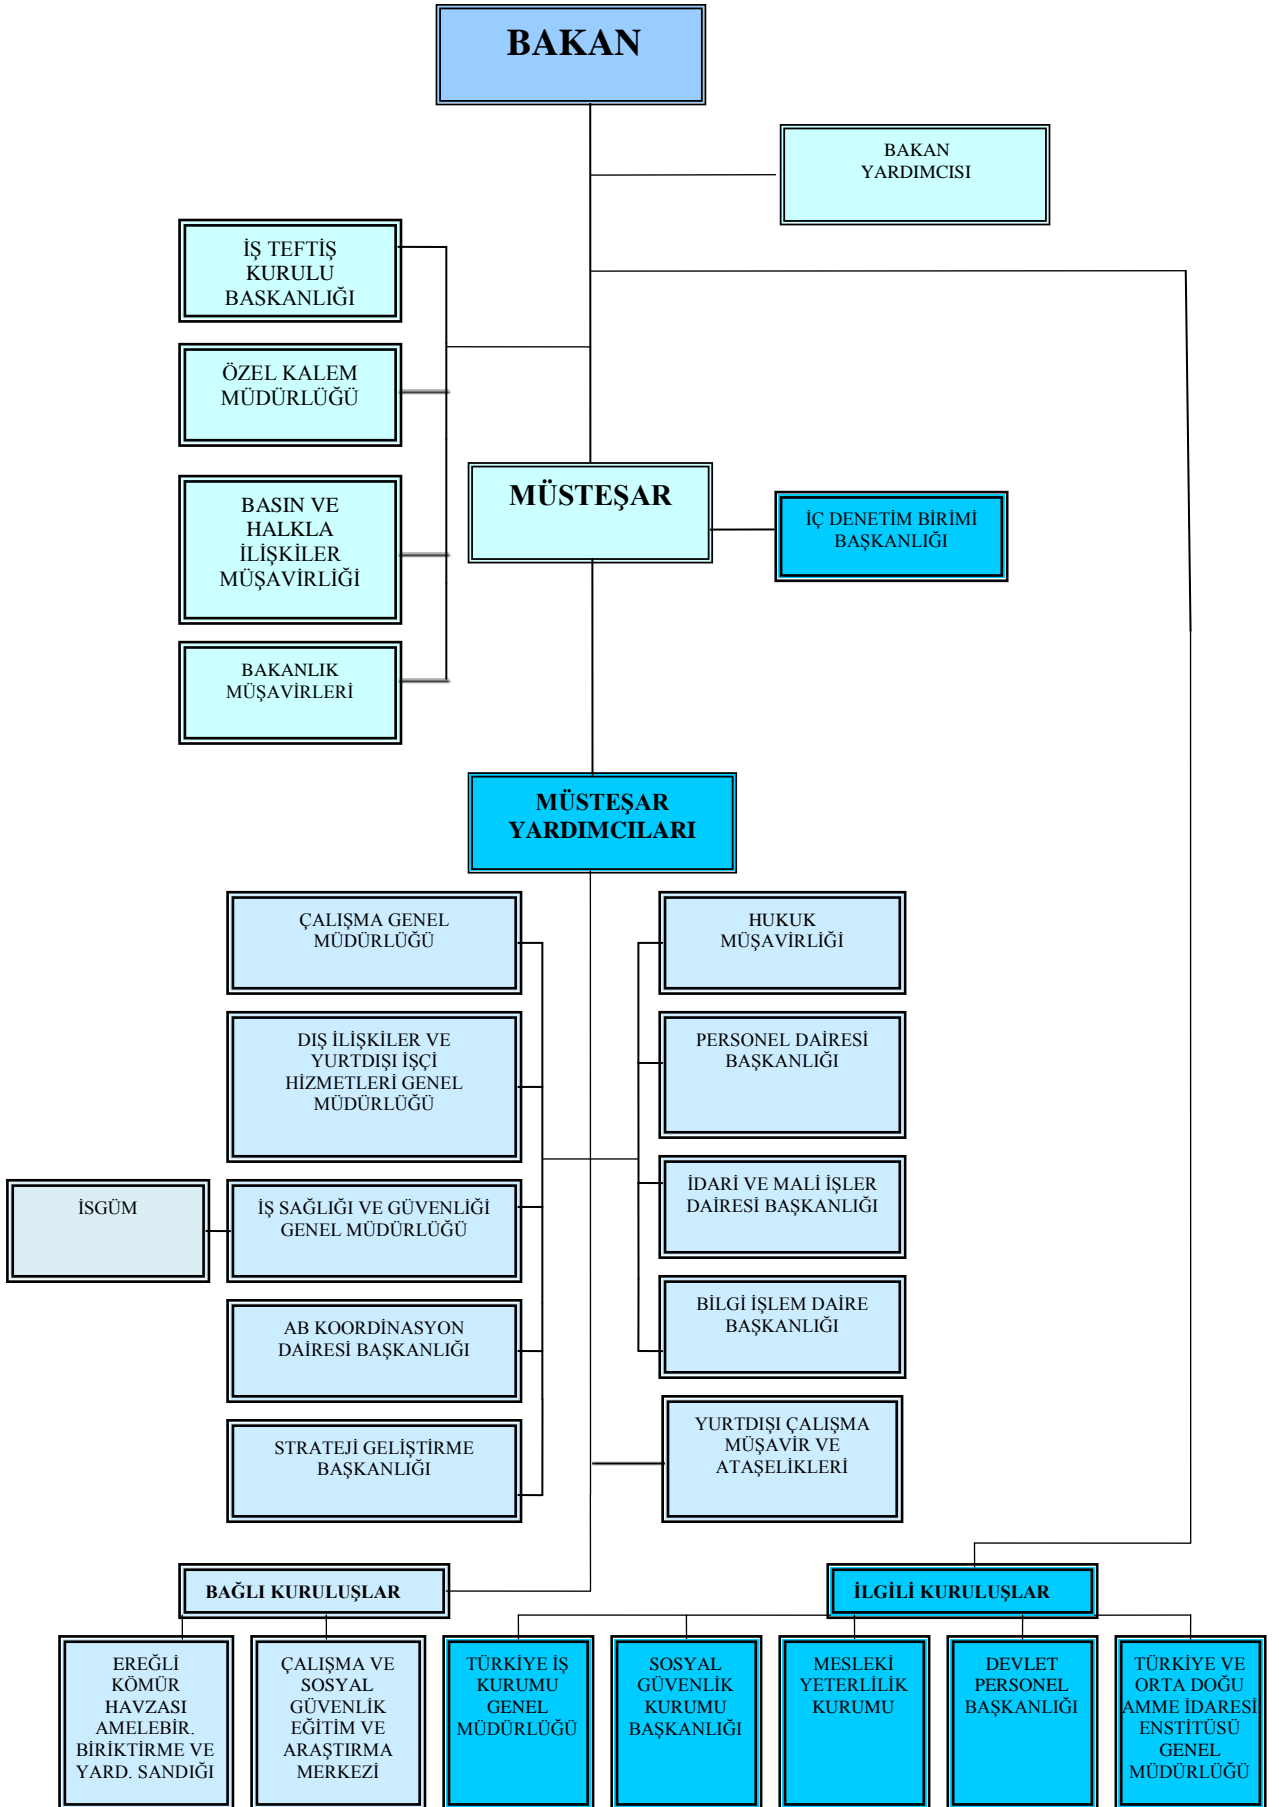 BAKAN
BAKAN
YARDIMCISI
İŞ TEFTİŞ
KURULU
BAŞKANLIĞI
ÖZEL KALEM
MÜDÜRLÜĞÜ
BASIN VE
HALKLA
İLİŞKİLER
MÜŞAVİRLİĞİ
BAKANLIK
MÜŞAVİRLERİ
MÜSTEŞAR
İÇ DENETİM BİRİMİ
BAŞKANLIĞI
MÜSTEŞAR
YARDIMCILARI
ÇALIŞMA GENEL
MÜDÜRLÜĞÜ
HUKUK
MÜŞAVİRLİĞİ
DIŞ İLİŞKİLER VE
YURTDIŞI İŞÇİ
HİZMETLERİ GENEL
MÜDÜRLÜĞÜ
PERSONEL DAİRESİ
BAŞKANLIĞI
İSGÜM
İŞ SAĞLIĞI VE GÜVENLİĞİ
GENEL MÜDÜRLÜĞÜ
İDARİ VE MALİ İŞLER
DAİRESİ BAŞKANLIĞI
AB KOORDİNASYON
DAİRESİ BAŞKANLIĞI
BİLGİ İŞLEM DAİRE
BAŞKANLIĞI
STRATEJİ GELİŞTİRME
BAŞKANLIĞI
YURTDIŞI ÇALIŞMA
MÜŞAVİR VE
ATAŞELİKLERİ
BAĞLI KURULUŞLAR
İLGİLİ KURULUŞLAR
EREĞLİ
KÖMÜR
HAVZASI
AMELEBİR.
BİRİKTİRME VE
YARD. SANDIĞI
ÇALIŞMA VE
SOSYAL
GÜVENLİK
EĞİTİM VE
ARAŞTIRMA
MERKEZİ
TÜRKİYE İŞ
KURUMU
GENEL
MÜDÜRLÜĞÜ
SOSYAL
GÜVENLİK
KURUMU
BAŞKANLIĞI
MESLEKİ
YETERLİLİK
KURUMU
DEVLET
PERSONEL
BAŞKANLIĞI
TÜRKİYE VE
ORTA DOĞU
AMME İDARESİ
ENSTİTÜSÜ
GENEL
MÜDÜRLÜĞÜ